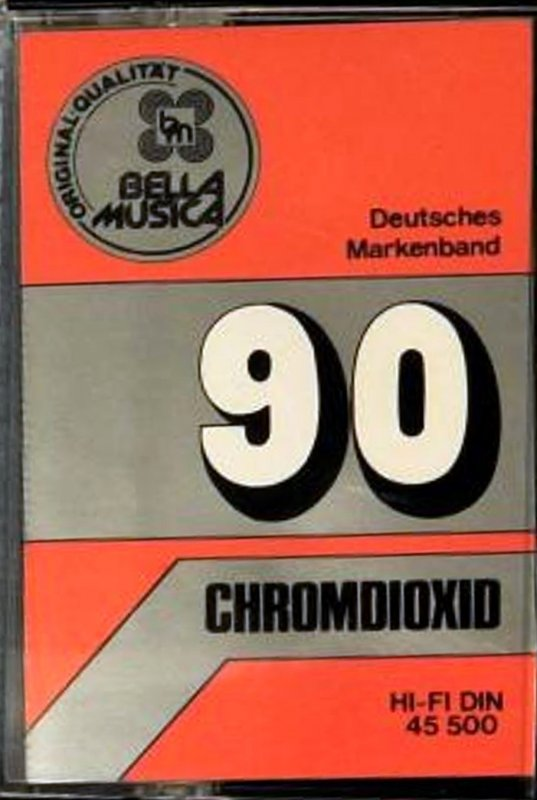 ORIGINAL-QUALITÄT
bm
BELLA
MUSICA
Deutsches
Markenband
90
CHROMDIOXID
HI-FI DIN
45 500